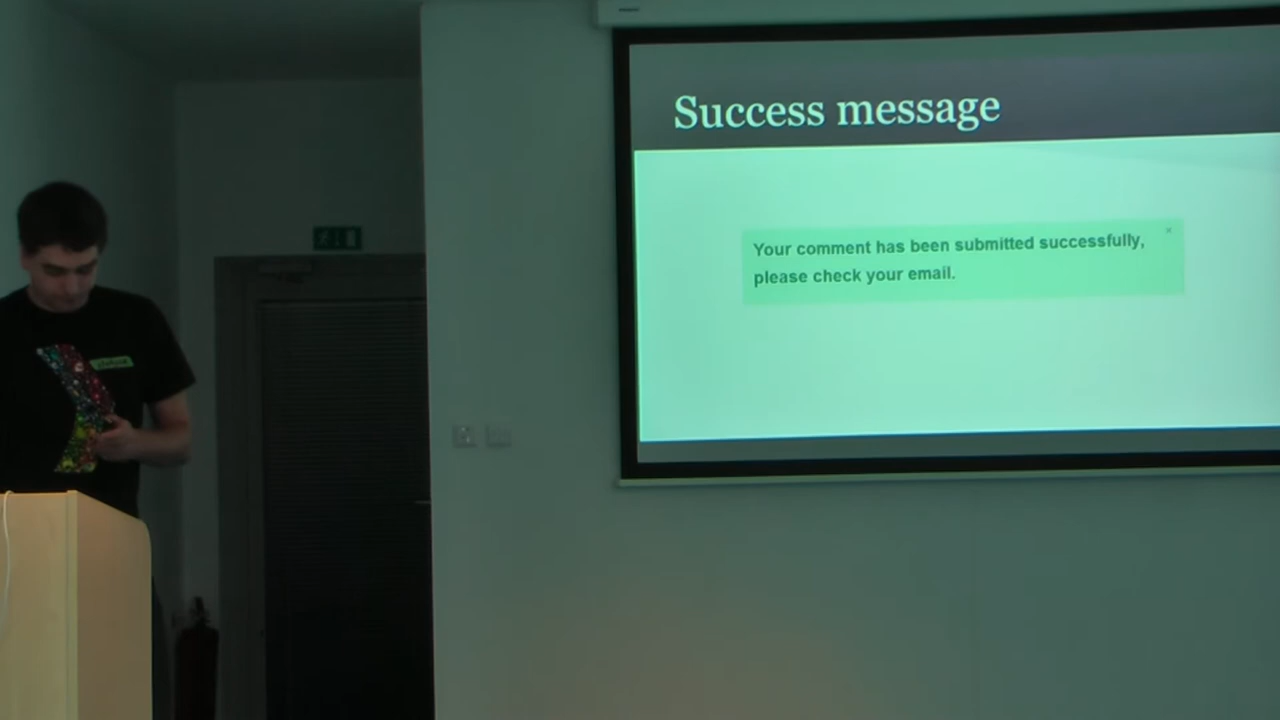 Success message
Your comment has been submitted successfully,
please check your email.